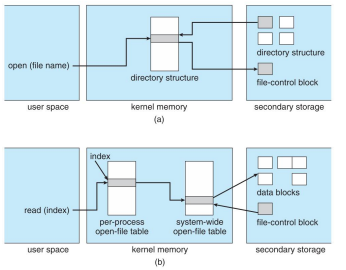 open (file name)
directory structure
directory structure
file-control block
user space
kernel memory
secondary storage
(a)
index
read (index)
per-process
open-file table
system-wide
open-file table
data blocks
file-control block
user space
kernel memory
secondary storage
(b)